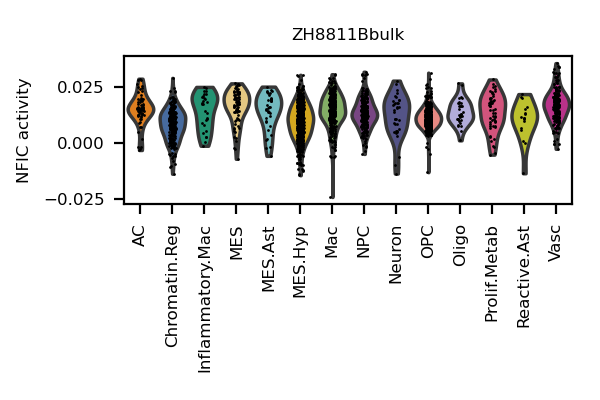 ZH8811Bbulk
NFIC activity
0.025
0.000
−0.025
AC
Chromatin.Reg
Inflammatory.Mac
MES
MES.Ast
MES.Hyp
Mac
NPC
Neuron
OPC
Oligo
Prolif.Metab
Reactive.Ast
Vasc